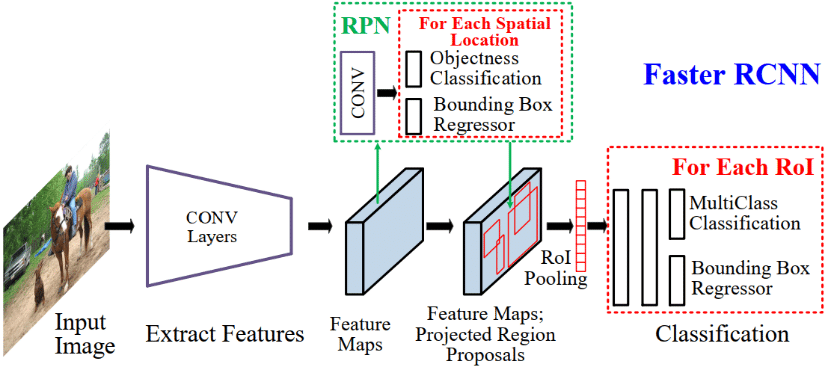 RPN
For Each Spatial
Location
Objectness
Classification
Bounding Box
Regressor
CONV
Faster RCNN
For Each RoI
MultiClass
Classification
Bounding Box
Regressor
CONV
Layers
RoI
Pooling
Input
Image
Extract Features
Feature
Maps
Feature Maps;
Projected Region
Proposals
Classification